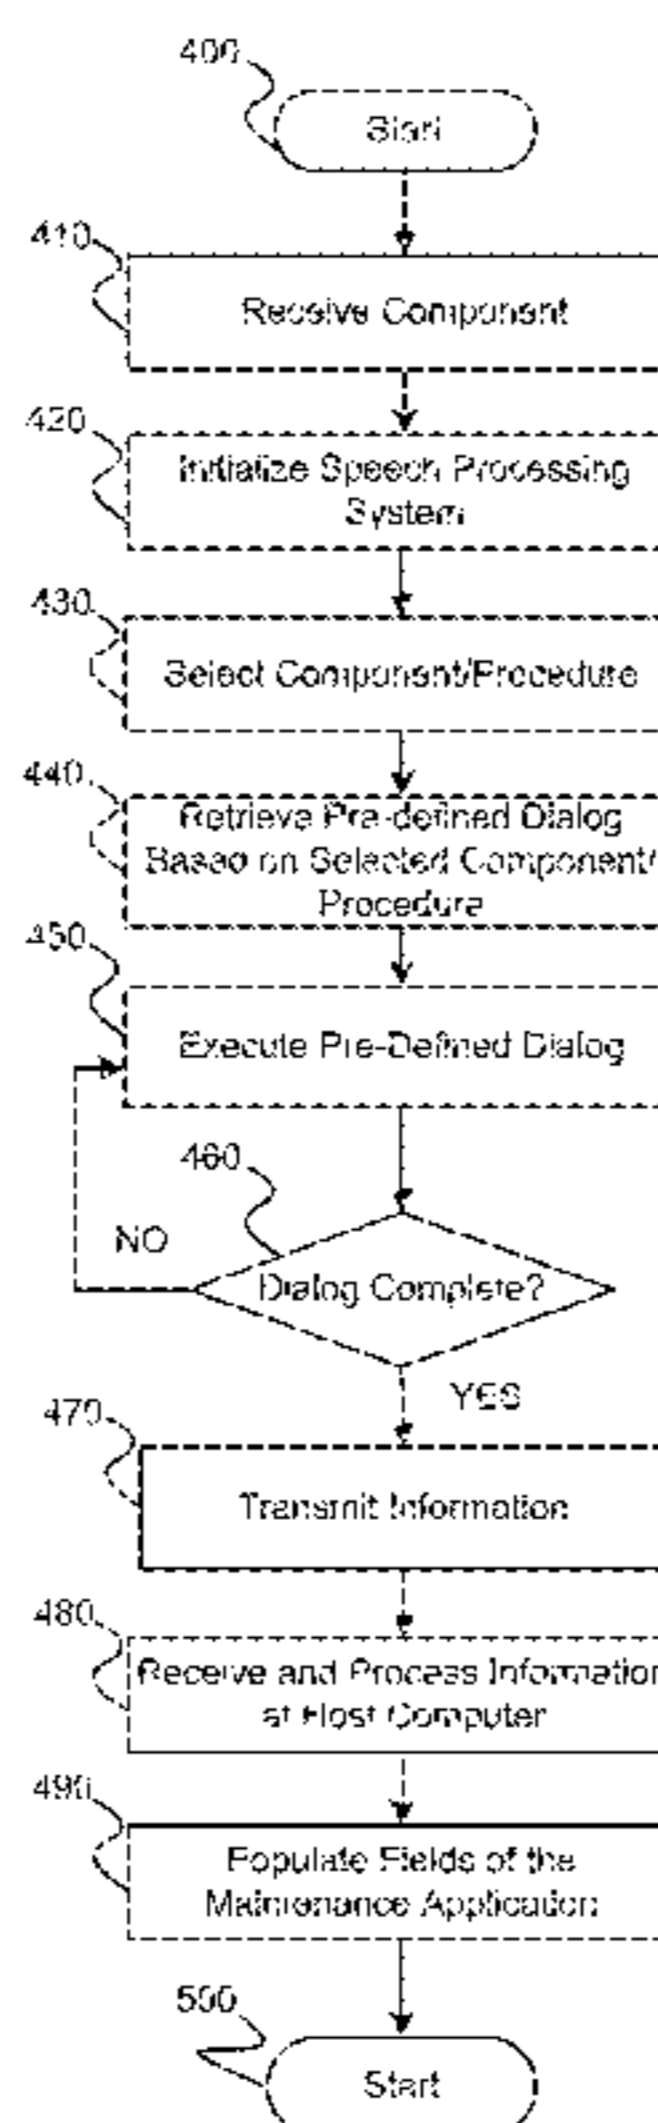 400
Start
410
Receive Component
420
Initialize Speech Processing
System
430
Select Component/Procedure
440
Retrieve Pre-defined Dialog
Based on Selected Component/
Procedure
450
Execute Pre-Defined Dialog
460
NO
Dialog Complete?
YES
470
Transmit Information
480
Receive and Process Information
at Host Computer
490
Populate Fields of the
Maintenance Application
500
Start